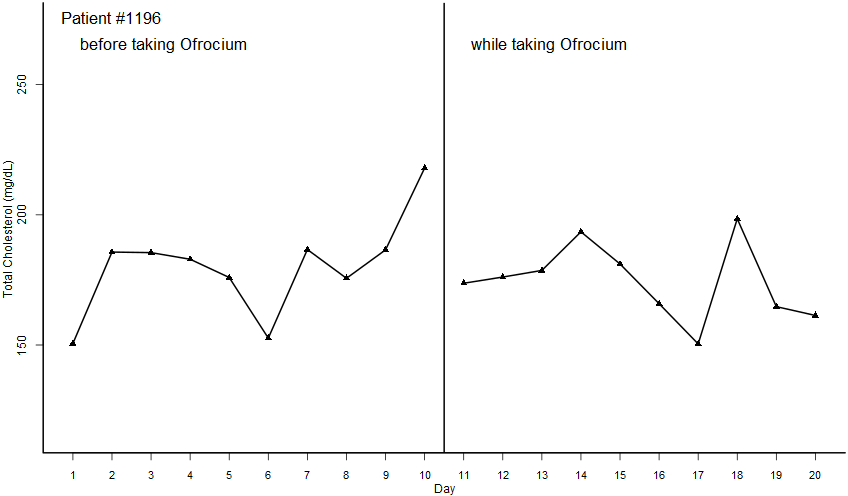 Patient #1196
before taking Ofrocium
while taking Ofrocium
Total Cholesterol (mg/dL)
250
200
150
1 2 3 4 5 6 7 8 9 10 11 12 13 14 15 16 17 18 19 20
Day